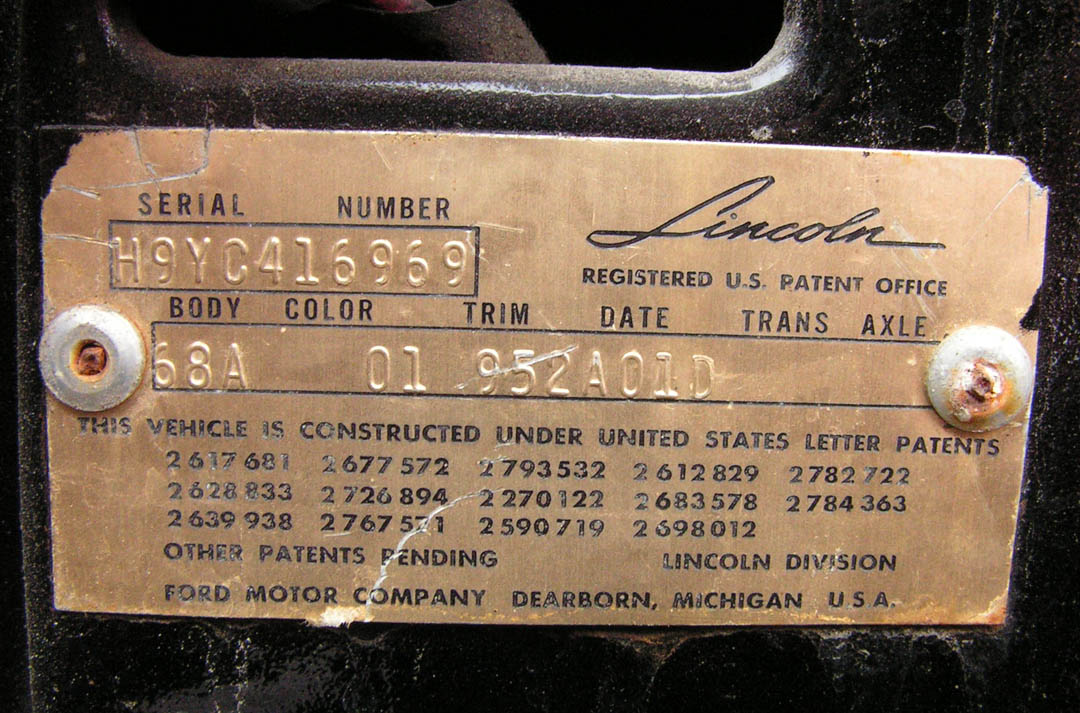 SERIAL NUMBER
H9YC416969
Lincoln
REGISTERED U.S. PATENT OFFICE
BODY COLOR TRIM DATE TRANS AXLE
68A 01 952A01D
THIS VEHICLE IS CONSTRUCTED UNDER UNITED STATES LETTER PATENTS
2617681 2677572 2793532 2612829 2782722
2628833 2726894 2270122 2683578 2784363
2639938 2767571 2590719 2698012
OTHER PATENTS PENDING LINCOLN DIVISION
FORD MOTOR COMPANY DEARBORN, MICHIGAN U.S.A.